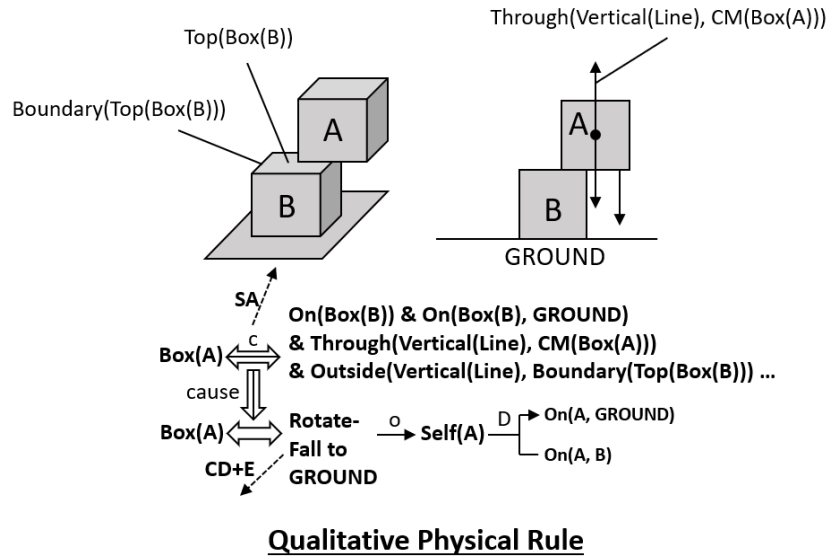 Through(Vertical(Line), CM(Box(A)))
Top(Box(B))
Boundary(Top(Box(B)))
A
B
A
B
GROUND
SA
On(Box(B)) & On(Box(B), GROUND)
c
Box(A)
& Through(Vertical(Line), CM(Box(A)))
& Outside(Vertical(Line), Boundary(Top(Box(B))) ...
cause
Box(A)
Rotate-
Fall to
GROUND
o
Self(A)
D
On(A, GROUND)
On(A, B)
CD+E
Qualitative Physical Rule